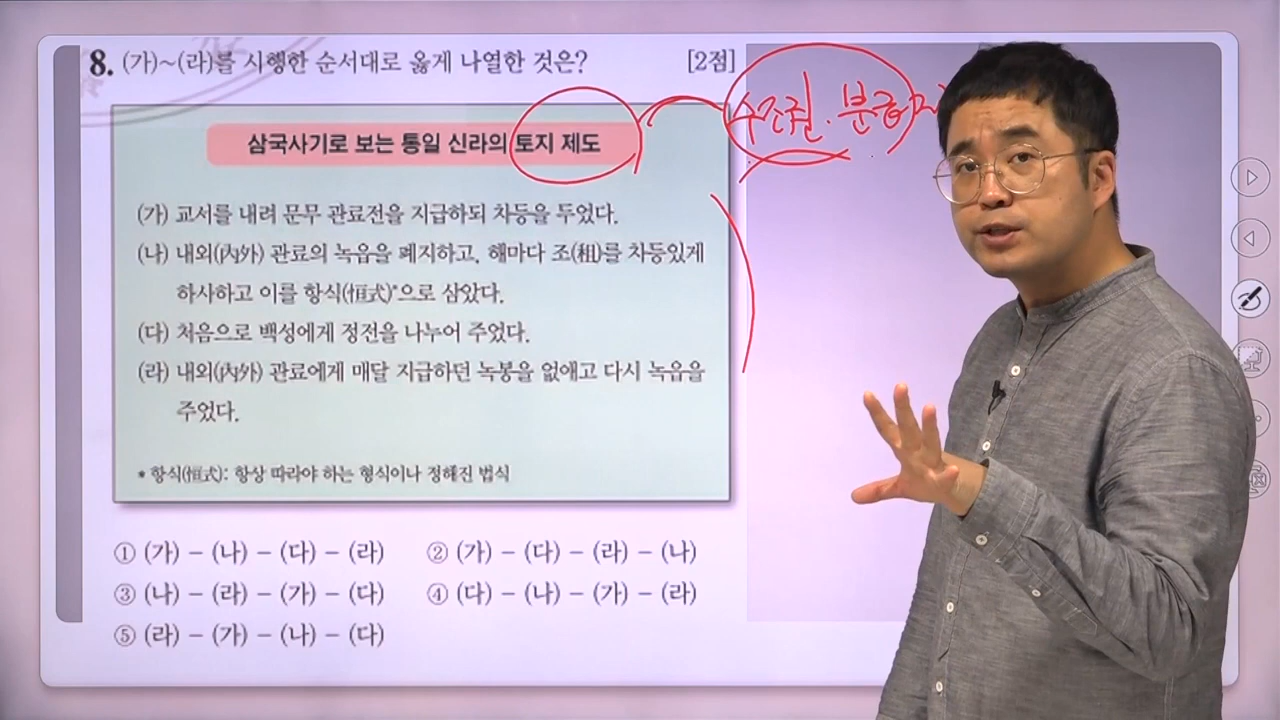 8. (가)~(라)를 시행한 순서대로 옳게 나열한 것은? [2점]
수조권. 분급
삼국사기로 보는 통일 신라의 토지 제도
(가) 교서를 내려 문무 관료전을 지급하되 차등을 두었다.
(나) 내외(內外) 관료의 녹읍을 폐지하고, 해마다 조(租)를 차등있게
하사하고 이를 항식(恒式)*으로 삼았다.
(다) 처음으로 백성에게 정전을 나누어 주었다.
(라) 내외(內外) 관료에게 매달 지급하던 녹봉을 없애고 다시 녹읍을
주었다.
* 항식(恒式): 항상 따라야 하는 형식이나 정해진 법식
① (가) - (나) - (다) - (라) ② (가) - (다) - (라) - (나)
③ (나) - (라) - (가) - (다) ④ (다) - (나) - (가) - (라)
⑤ (라) - (가) - (나) - (다)